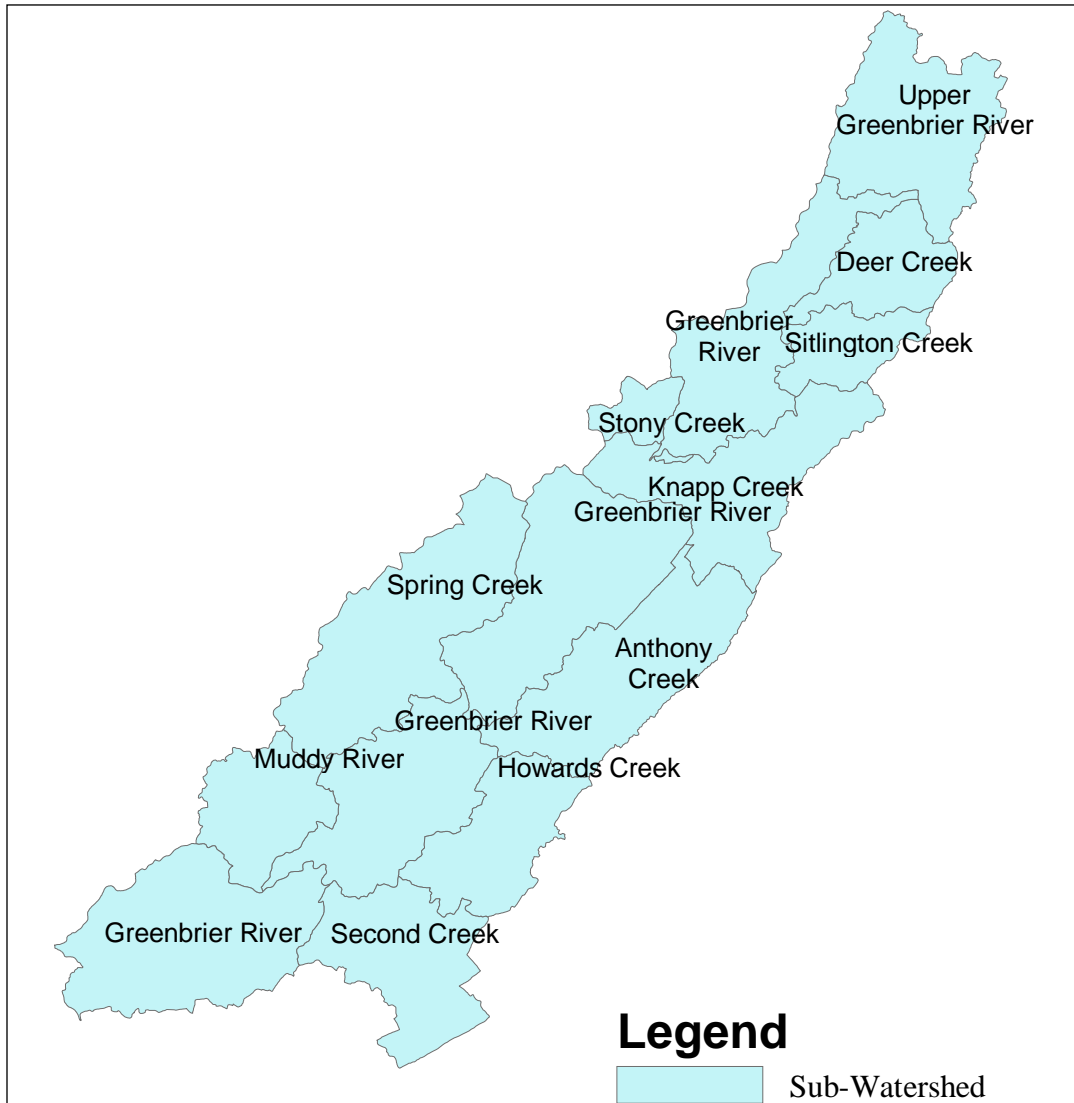 Upper
Greenbrier River
Deer Creek
Greenbrier
River
Sitlington Creek
Stony Creek
Knapp Creek
Greenbrier River
Spring Creek
Anthony
Creek
Greenbrier River
Muddy River
Howards Creek
Greenbrier River
Second Creek
Legend
Sub-Watershed